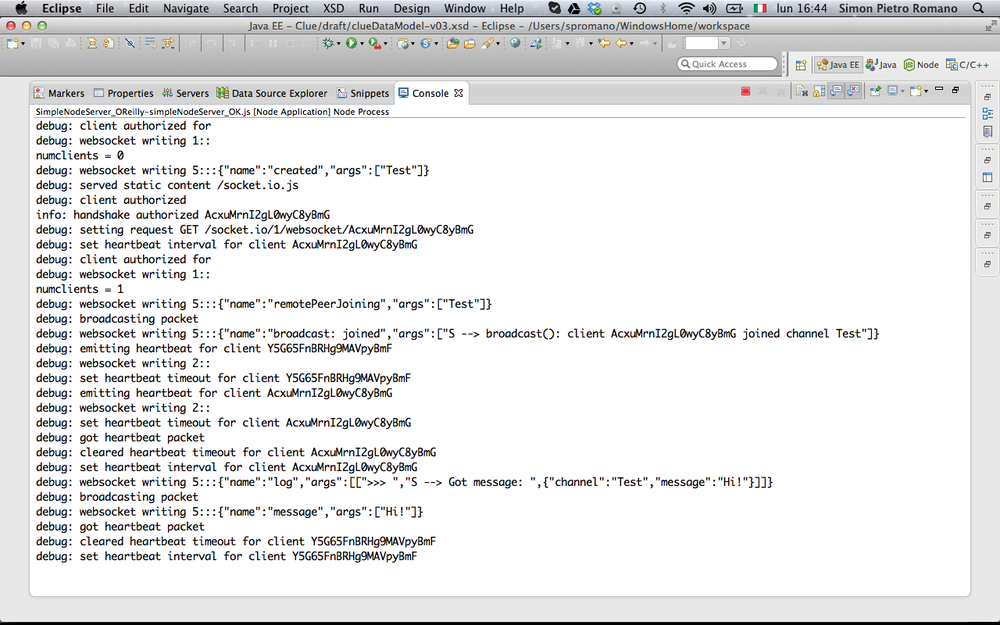 Eclipse File Edit Navigate Search Project XSD Run Design Window Help lun 16:44 Simon Pietro Romano
Java EE – Clue/draft/clueDataModel-v03.xsd – Eclipse – /Users/spromano/WindowsHome/workspace
Quick Access Java EE Java Node C/C++
Markers Properties Servers Data Source Explorer Snippets Console
SimpleNodeServer_OReilly-simpleNodeServer_OK.js [Node Application] Node Process
debug: client authorized for
debug: websocket writing 1::
numclients = 0
debug: websocket writing 5:::{"name":"created","args":["Test"]}
debug: served static content /socket.io.js
debug: client authorized
info: handshake authorized AcxuMrnI2gL0wyC8yBmG
debug: setting request GET /socket.io/1/websocket/AcxuMrnI2gL0wyC8yBmG
debug: set heartbeat interval for client AcxuMrnI2gL0wyC8yBmG
debug: client authorized for
debug: websocket writing 1::
numclients = 1
debug: websocket writing 5:::{"name":"remotePeerJoining","args":["Test"]}
debug: broadcasting packet
debug: websocket writing 5:::{"name":"broadcast: joined","args":["S --> broadcast(): client AcxuMrnI2gL0wyC8yBmG joined channel Test"]}
debug: emitting heartbeat for client Y5G65FnBRHg9MAVpyBmF
debug: websocket writing 2::
debug: set heartbeat timeout for client Y5G65FnBRHg9MAVpyBmF
debug: emitting heartbeat for client AcxuMrnI2gL0wyC8yBmG
debug: websocket writing 2::
debug: set heartbeat timeout for client AcxuMrnI2gL0wyC8yBmG
debug: got heartbeat packet
debug: cleared heartbeat timeout for client AcxuMrnI2gL0wyC8yBmG
debug: set heartbeat interval for client AcxuMrnI2gL0wyC8yBmG
debug: websocket writing 5:::{"name":"log","args":[[">>> ","S --> Got message: ",{"channel":"Test","message":"Hi!"}]]}
debug: broadcasting packet
debug: websocket writing 5:::{"name":"message","args":["Hi!"]}
debug: got heartbeat packet
debug: cleared heartbeat timeout for client Y5G65FnBRHg9MAVpyBmF
debug: set heartbeat interval for client Y5G65FnBRHg9MAVpyBmF